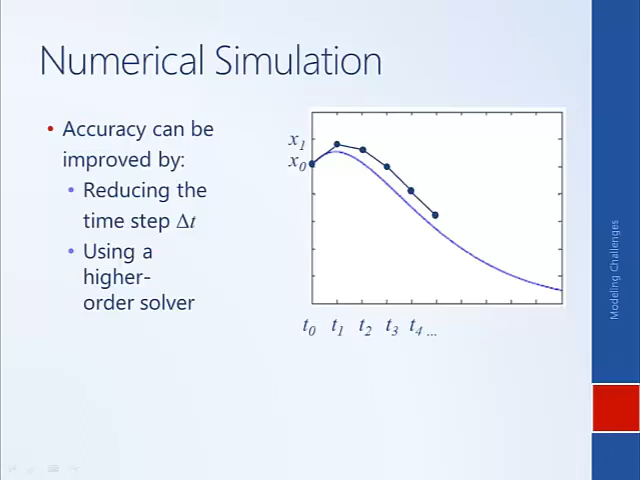 Numerical Simulation
• Accuracy can be
improved by:
• Reducing the
time step Δt
• Using a
higher-
order solver
x1
x0
t0 t1 t2 t3 t4 ...
Modeling Challenges